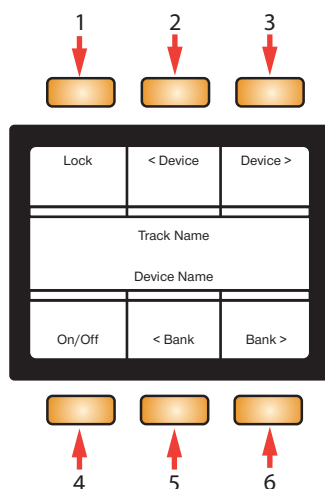 1 2 3
Lock < Device Device >
Track Name
Device Name
On/Off < Bank Bank >
4 5 6